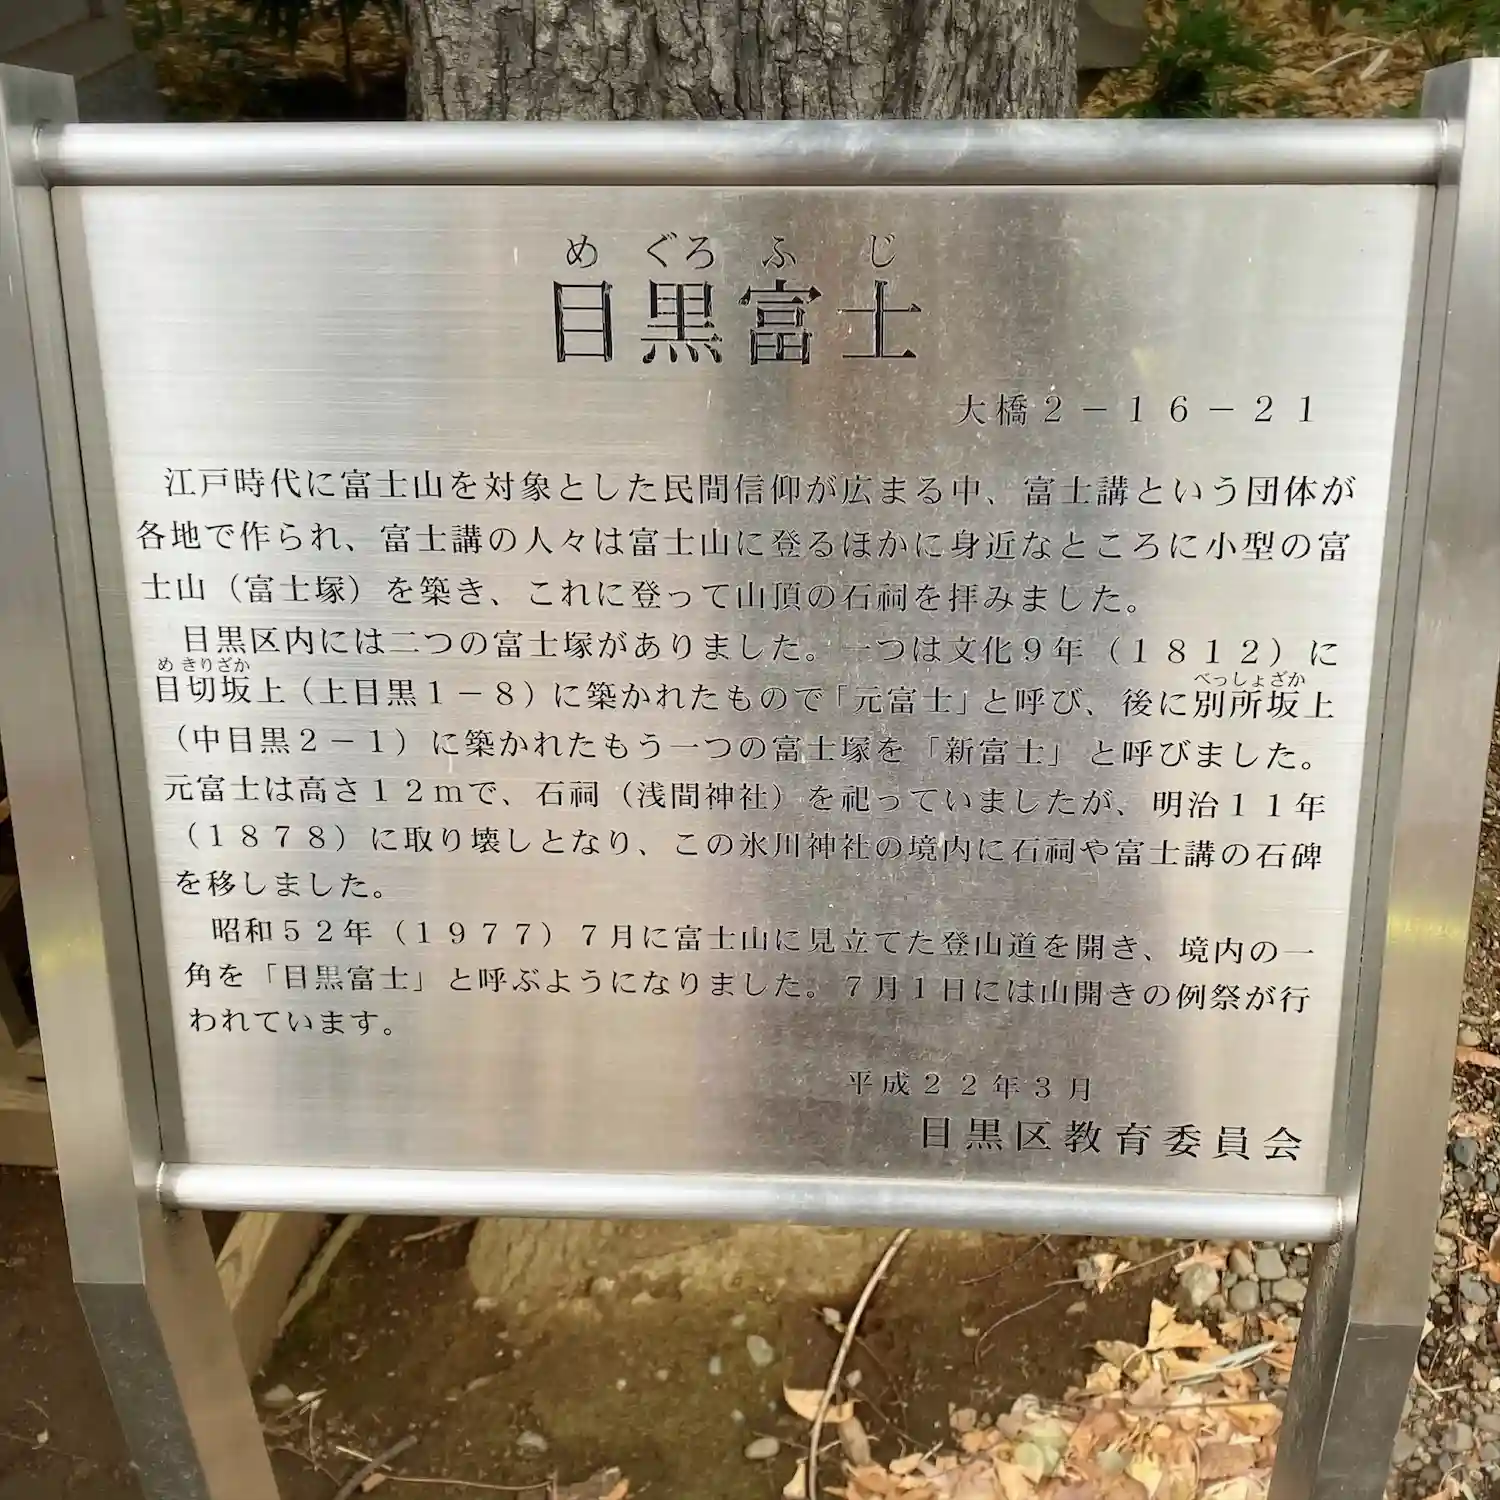 めぐろふじ
目黒富士
大橋２－１６－２１
江戸時代に富士山を対象とした民間信仰が広まる中、富士講という団体が
各地で作られ、富士講の人々は富士山に登るほかに身近なところに小型の富
士山（富士塚）を築き、これに登って山頂の石祠を拝みました。
目黒区内には二つの富士塚がありました。一つは文化９年（１８１２）に
めきりざか べっしょざか
目切坂上（上目黒１－８）に築かれたもので「元富士」と呼び、後に別所坂上
（中目黒２－１）に築かれたもう一つの富士塚を「新富士」と呼びました。
元富士は高さ１２ｍで、石祠（浅間神社）を祀っていましたが、明治１１年
（１８７８）に取り壊しとなり、この氷川神社の境内に石祠や富士講の石碑
を移しました。
昭和５２年（１９７７）７月に富士山に見立てた登山道を開き、境内の一
角を「目黒富士」と呼ぶようになりました。７月１日には山開きの例祭が行
われています。
平成２２年３月
目黒区教育委員会